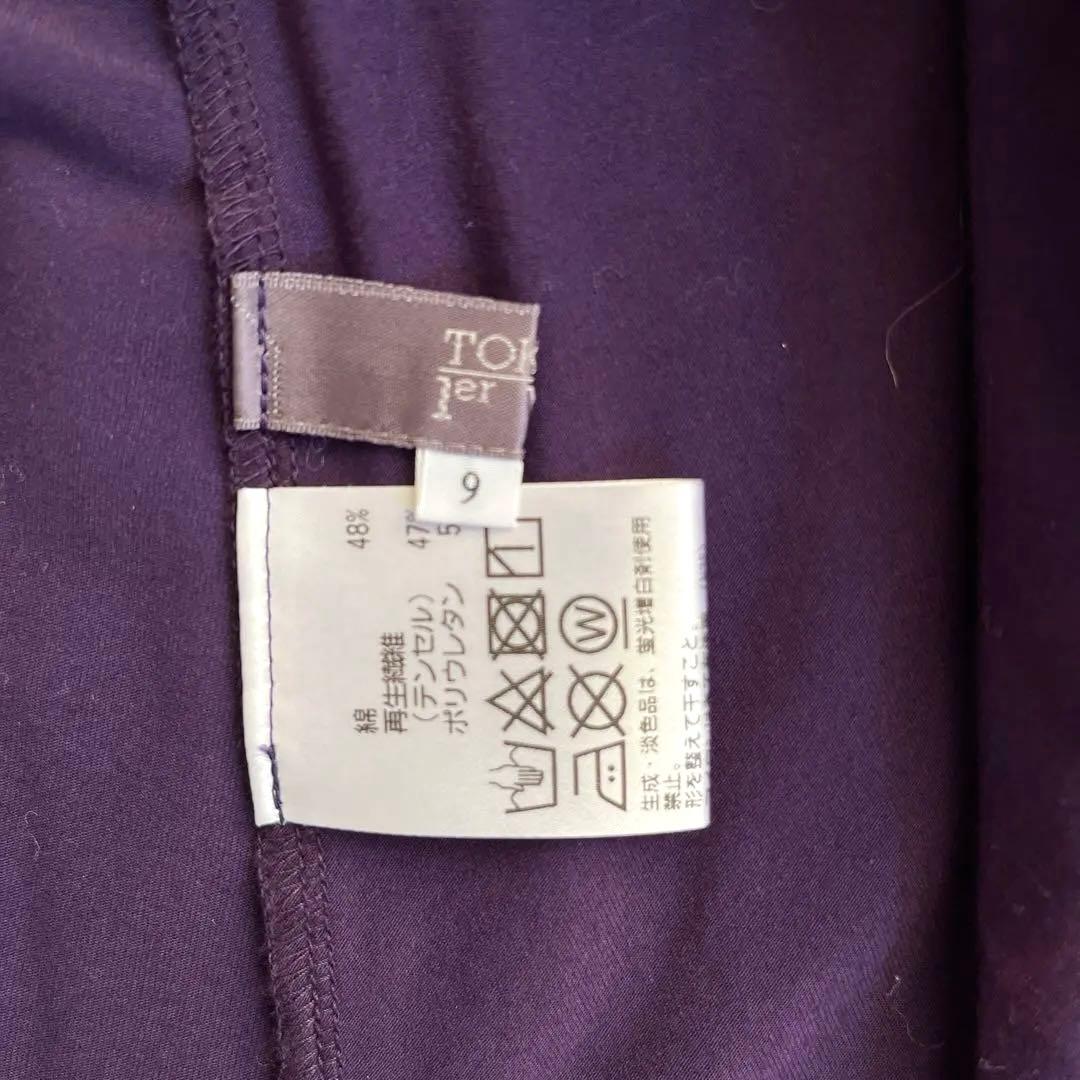 TOK
per
9
綿 48%
再生繊維
(テンセル) 47%
ポリウレタン 5
W
生成・淡色品は、蛍光増白剤使用
禁止。
形を整えて干すこと。